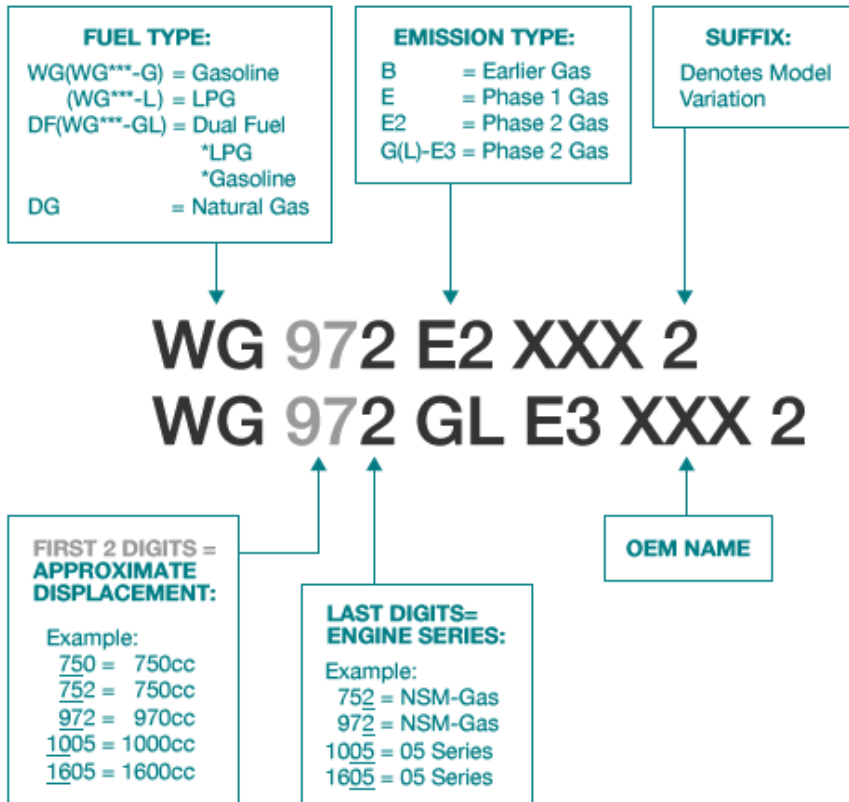 FUEL TYPE:
WG(WG***-G) = Gasoline
(WG***-L) = LPG
DF(WG***-GL) = Dual Fuel
*LPG
*Gasoline
DG = Natural Gas
EMISSION TYPE:
B = Earlier Gas
E = Phase 1 Gas
E2 = Phase 2 Gas
G(L)-E3 = Phase 2 Gas
SUFFIX:
Denotes Model
Variation
WG 972 E2 XXX 2
WG 972 GL E3 XXX 2
FIRST 2 DIGITS =
APPROXIMATE
DISPLACEMENT:
Example:
750 = 750cc
752 = 750cc
972 = 970cc
1005 = 1000cc
1605 = 1600cc
LAST DIGITS=
ENGINE SERIES:
Example:
752 = NSM-Gas
972 = NSM-Gas
1005 = 05 Series
1605 = 05 Series
OEM NAME